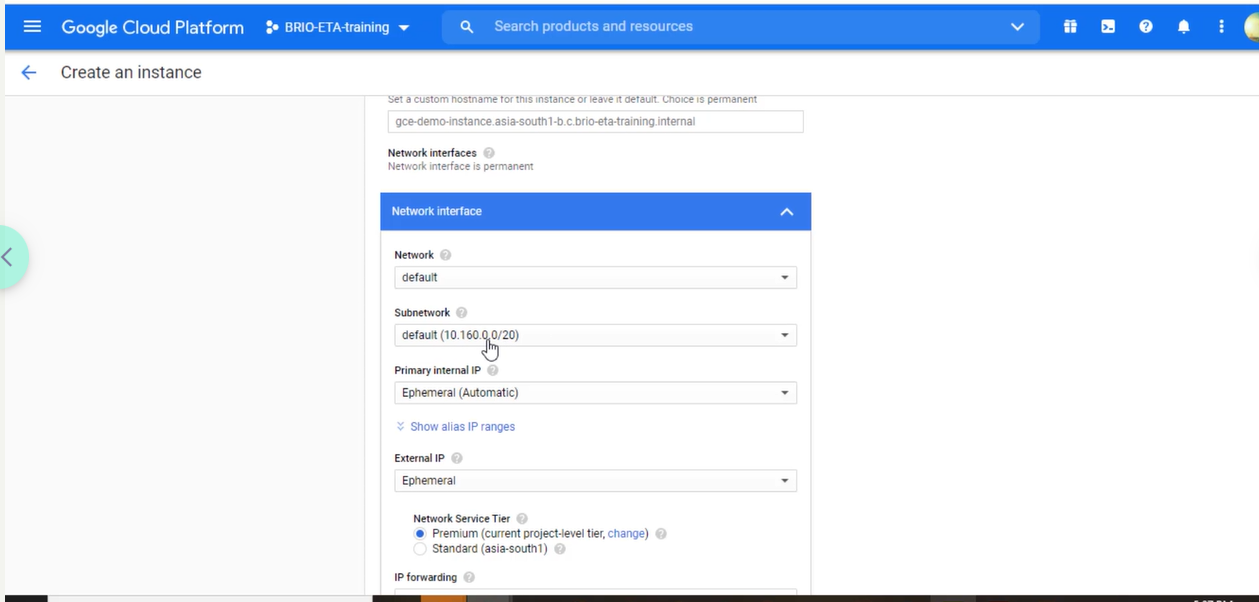 Google Cloud Platform BRIO-ETA-training Search products and resources
Create an instance
Set a custom hostname for this instance or leave it default. Choice is permanent
gce-demo-instance.asia-south1-b.c.brio-eta-training.internal
Network interfaces
Network interface is permanent
Network interface
Network
default
Subnetwork
default (10.160.0.0/20)
Primary internal IP
Ephemeral (Automatic)
Show alias IP ranges
External IP
Ephemeral
Network Service Tier
Premium (current project-level tier, change)
Standard (asia-south1)
IP forwarding